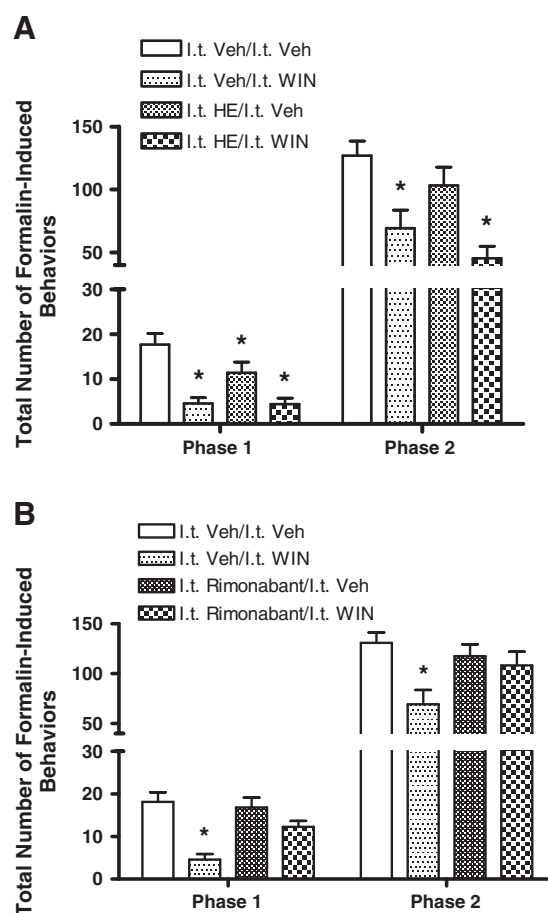 A
I.t. Veh/I.t. Veh
I.t. Veh/I.t. WIN
I.t. HE/I.t. Veh
I.t. HE/I.t. WIN
Total Number of Formalin-Induced
Behaviors
150
100
50
30
20
10
0
*
*
*
*
*
Phase 1
Phase 2
B
I.t. Veh/I.t. Veh
I.t. Veh/I.t. WIN
I.t. Rimonabant/I.t. Veh
I.t. Rimonabant/I.t. WIN
Total Number of Formalin-Induced
Behaviors
150
100
50
30
20
10
0
*
*
Phase 1
Phase 2